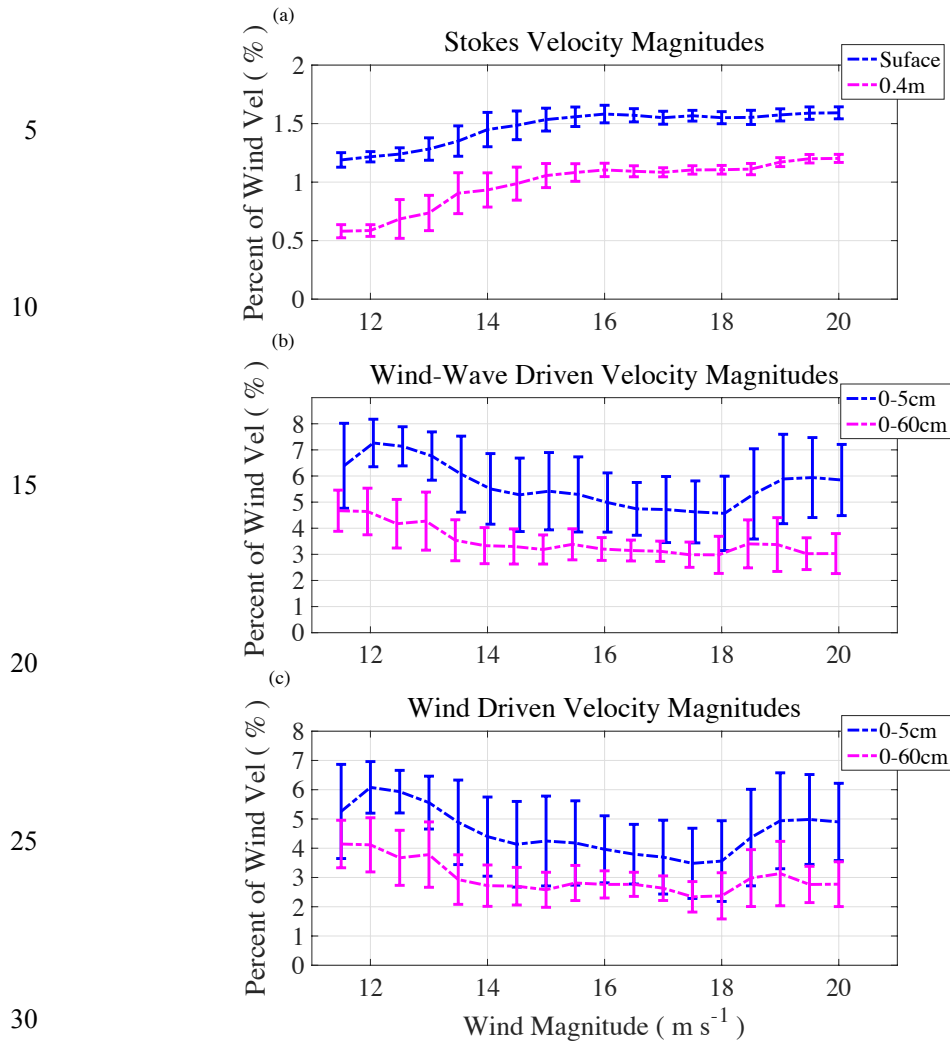 (a)
Stokes Velocity Magnitudes
Suface
0.4m
Percent of Wind Vel ( % )
2
1.5
1
0.5
0
12 14 16 18 20
(b)
Wind-Wave Driven Velocity Magnitudes
0-5cm
0-60cm
Percent of Wind Vel ( % )
8
7
6
5
4
3
2
1
0
12 14 16 18 20
(c)
Wind Driven Velocity Magnitudes
0-5cm
0-60cm
Percent of Wind Vel ( % )
8
7
6
5
4
3
2
1
0
12 14 16 18 20
Wind Magnitude ( m s-1 )
5
10
15
20
25
30